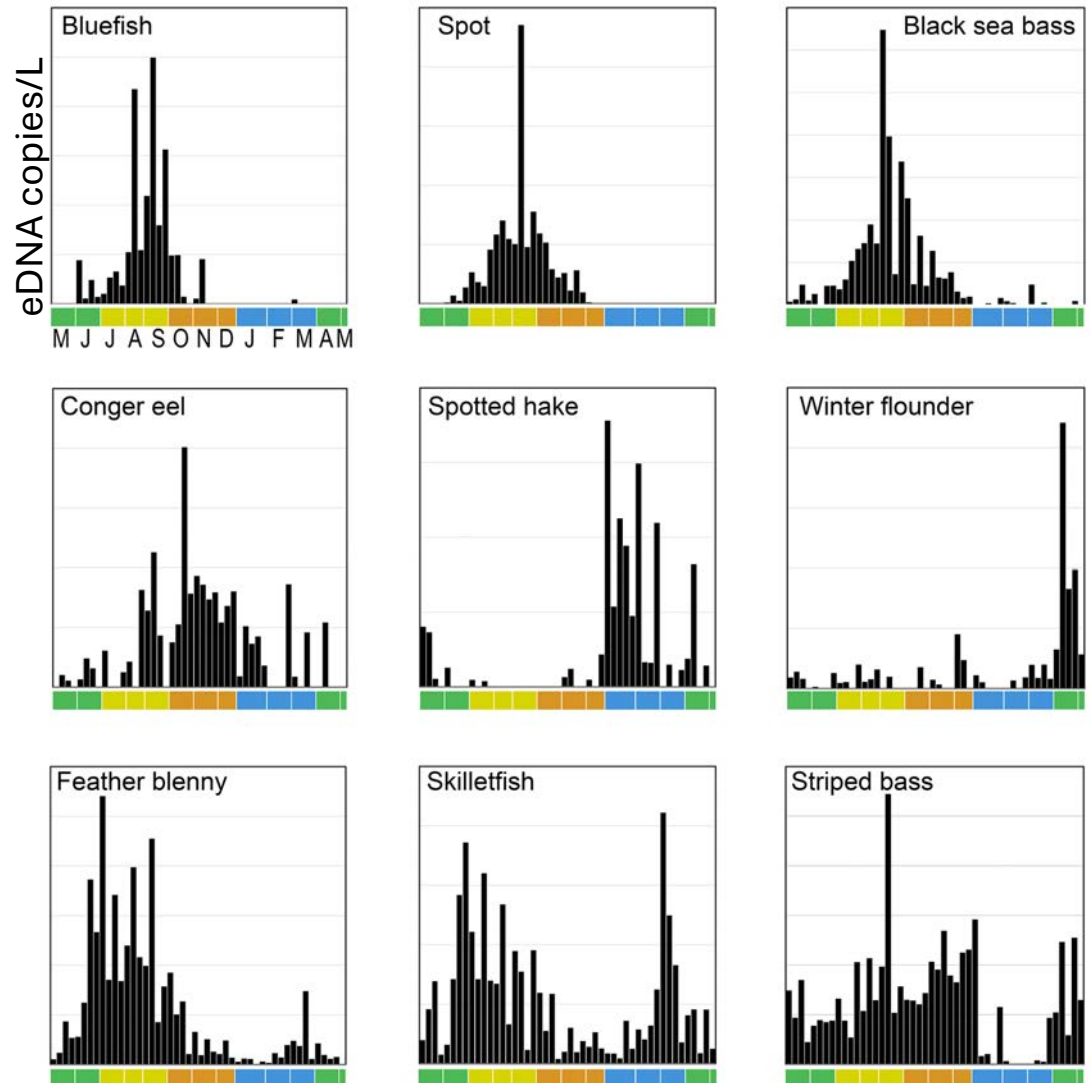 Bluefish
Spot
Black sea bass
eDNA copies/L
M J J A S O N D J F M A M
Conger eel
Spotted hake
Winter flounder
Feather blenny
Skilletfish
Striped bass